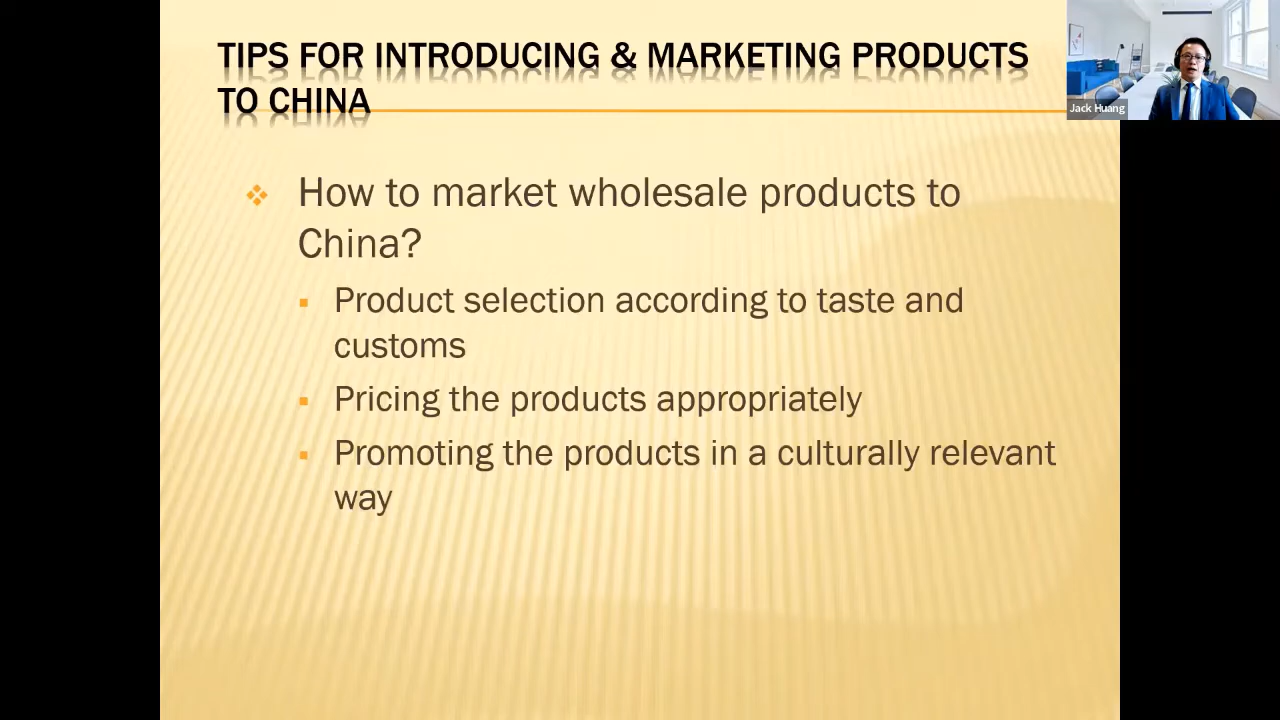 TIPS FOR INTRODUCING & MARKETING PRODUCTS
TO CHINA
Jack Huang
How to market wholesale products to
China?
Product selection according to taste and
customs
Pricing the products appropriately
Promoting the products in a culturally relevant
way